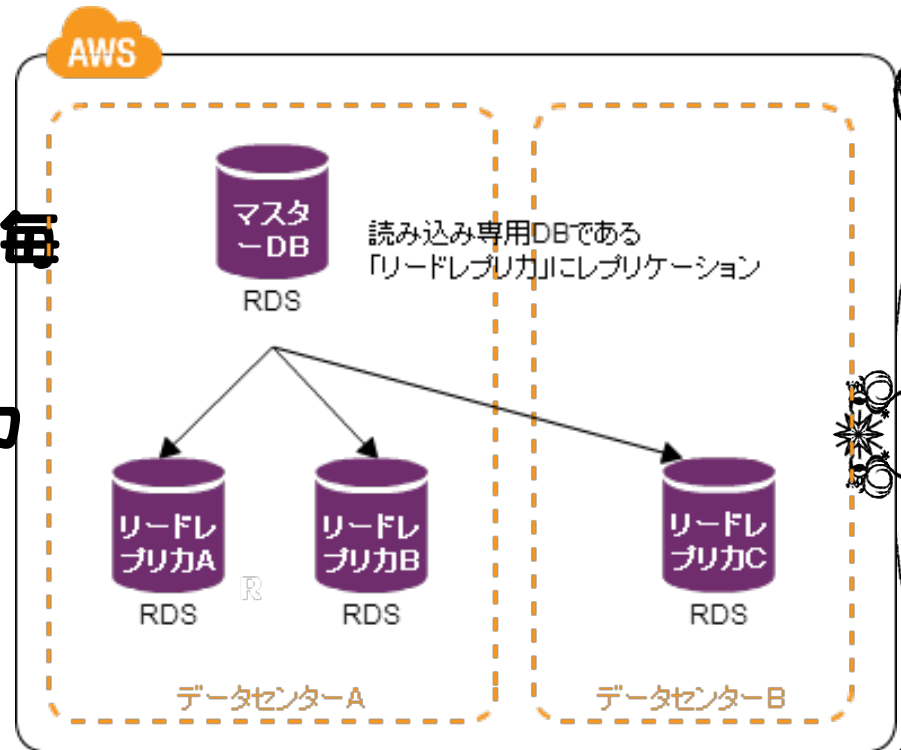 AWS
マスタ
ーDB
RDS
読み込み専用DBである
「リードレプリカ」にレプリケーション
毎
リードレ
プリカA
RDS
R
リードレ
プリカB
RDS
リードレ
プリカC
RDS
データセンターA
データセンターB